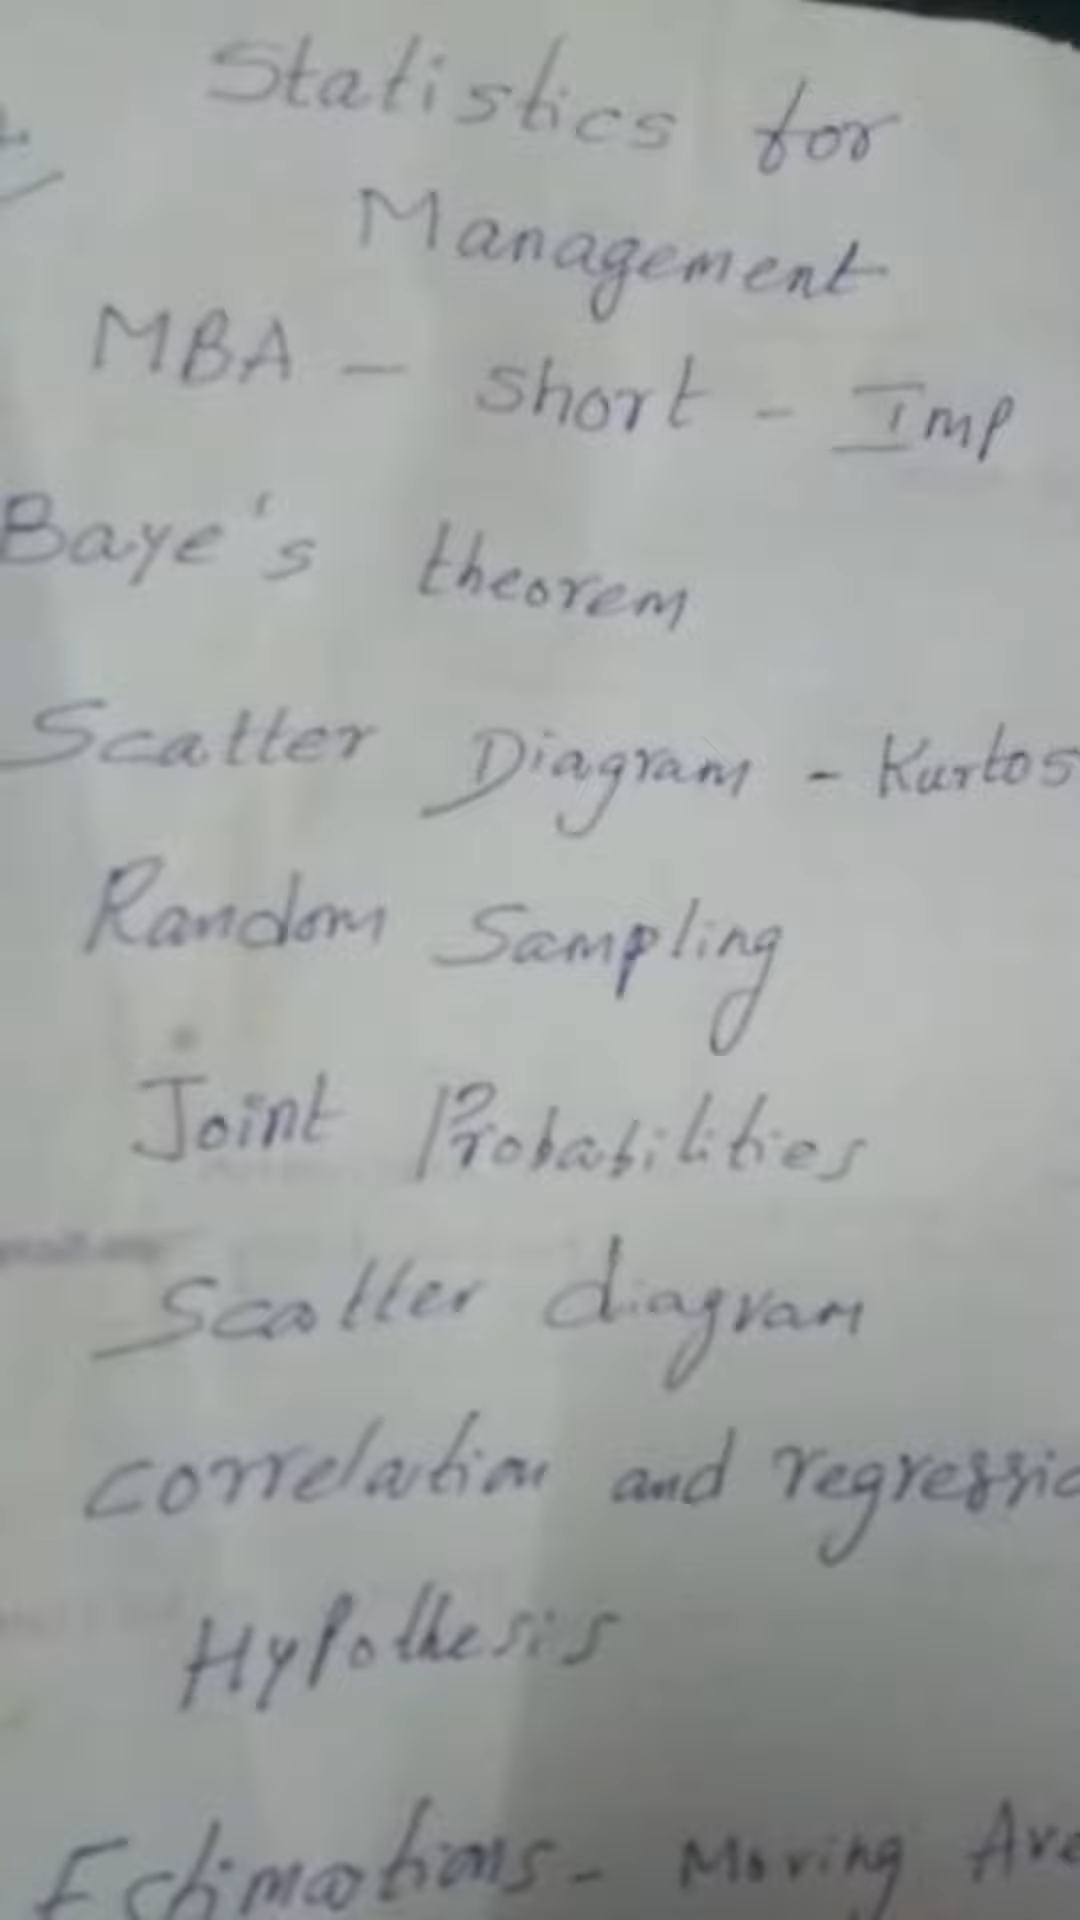 Statistics for
Management
MBA - short - Imp
Baye's theorem
Scatter Diagram - Kurtos
Random Sampling
Joint Probabilities
Scatter diagram
correlation and regressio
Hypothesis
Estimations - Moving Ave